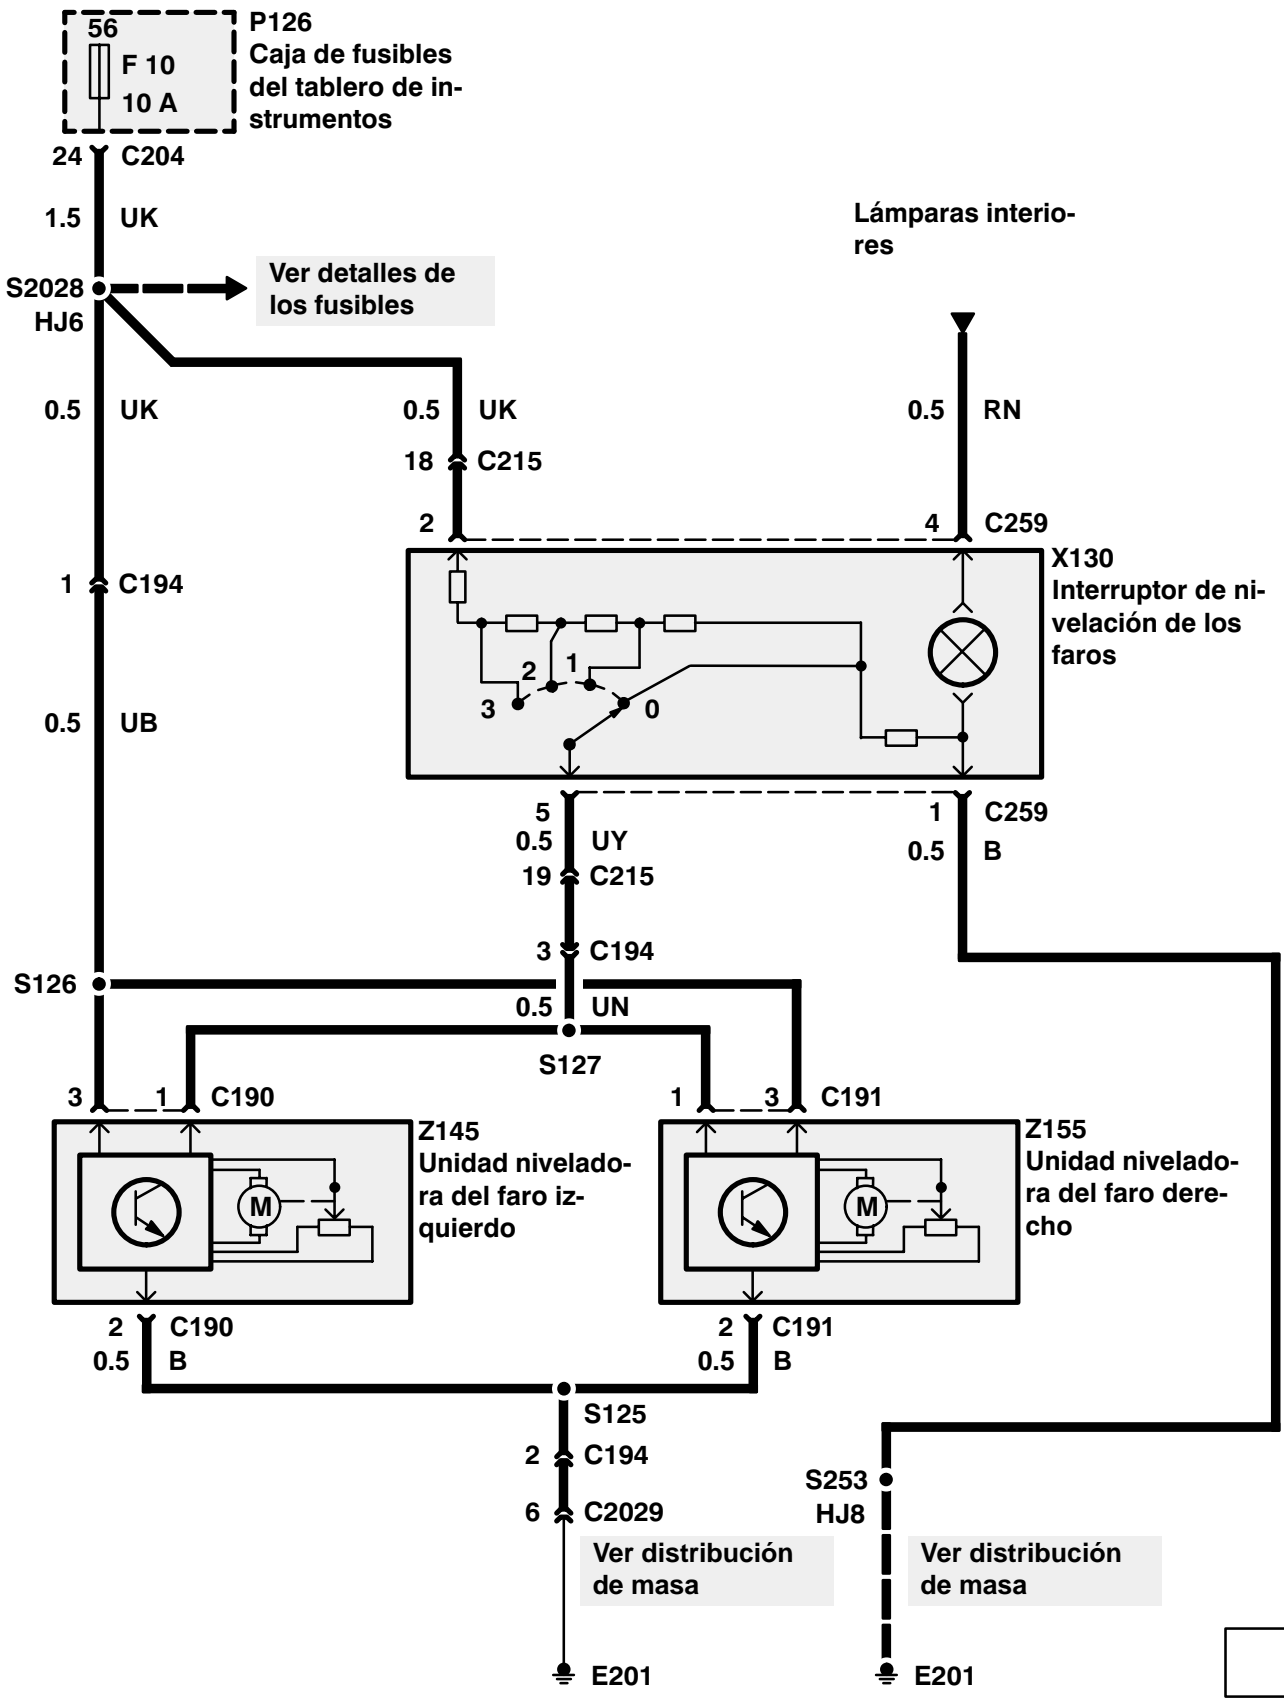 56
F 10
10 A
P126
Caja de fusibles
del tablero de in-
strumentos
24 C204
1.5 UK
Lámparas interio-
res
S2028
HJ6
Ver detalles de
los fusibles
0.5 UK
0.5 UK
0.5 RN
18 C215
2
4 C259
1 C194
X130
Interruptor de ni-
velación de los
faros
3 2 1 0
0.5 UB
5
0.5 UY
1 C259
0.5 B
19 C215
3 C194
S126
0.5 UN
S127
3 1 C190
1 3 C191
Z145
Unidad nivelado-
ra del faro iz-
quierdo
M
Z155
Unidad nivelado-
ra del faro dere-
cho
M
2 C190
0.5 B
2 C191
0.5 B
S125
2 C194
6 C2029
S253
HJ8
Ver distribución
de masa
Ver distribución
de masa
E201
E201